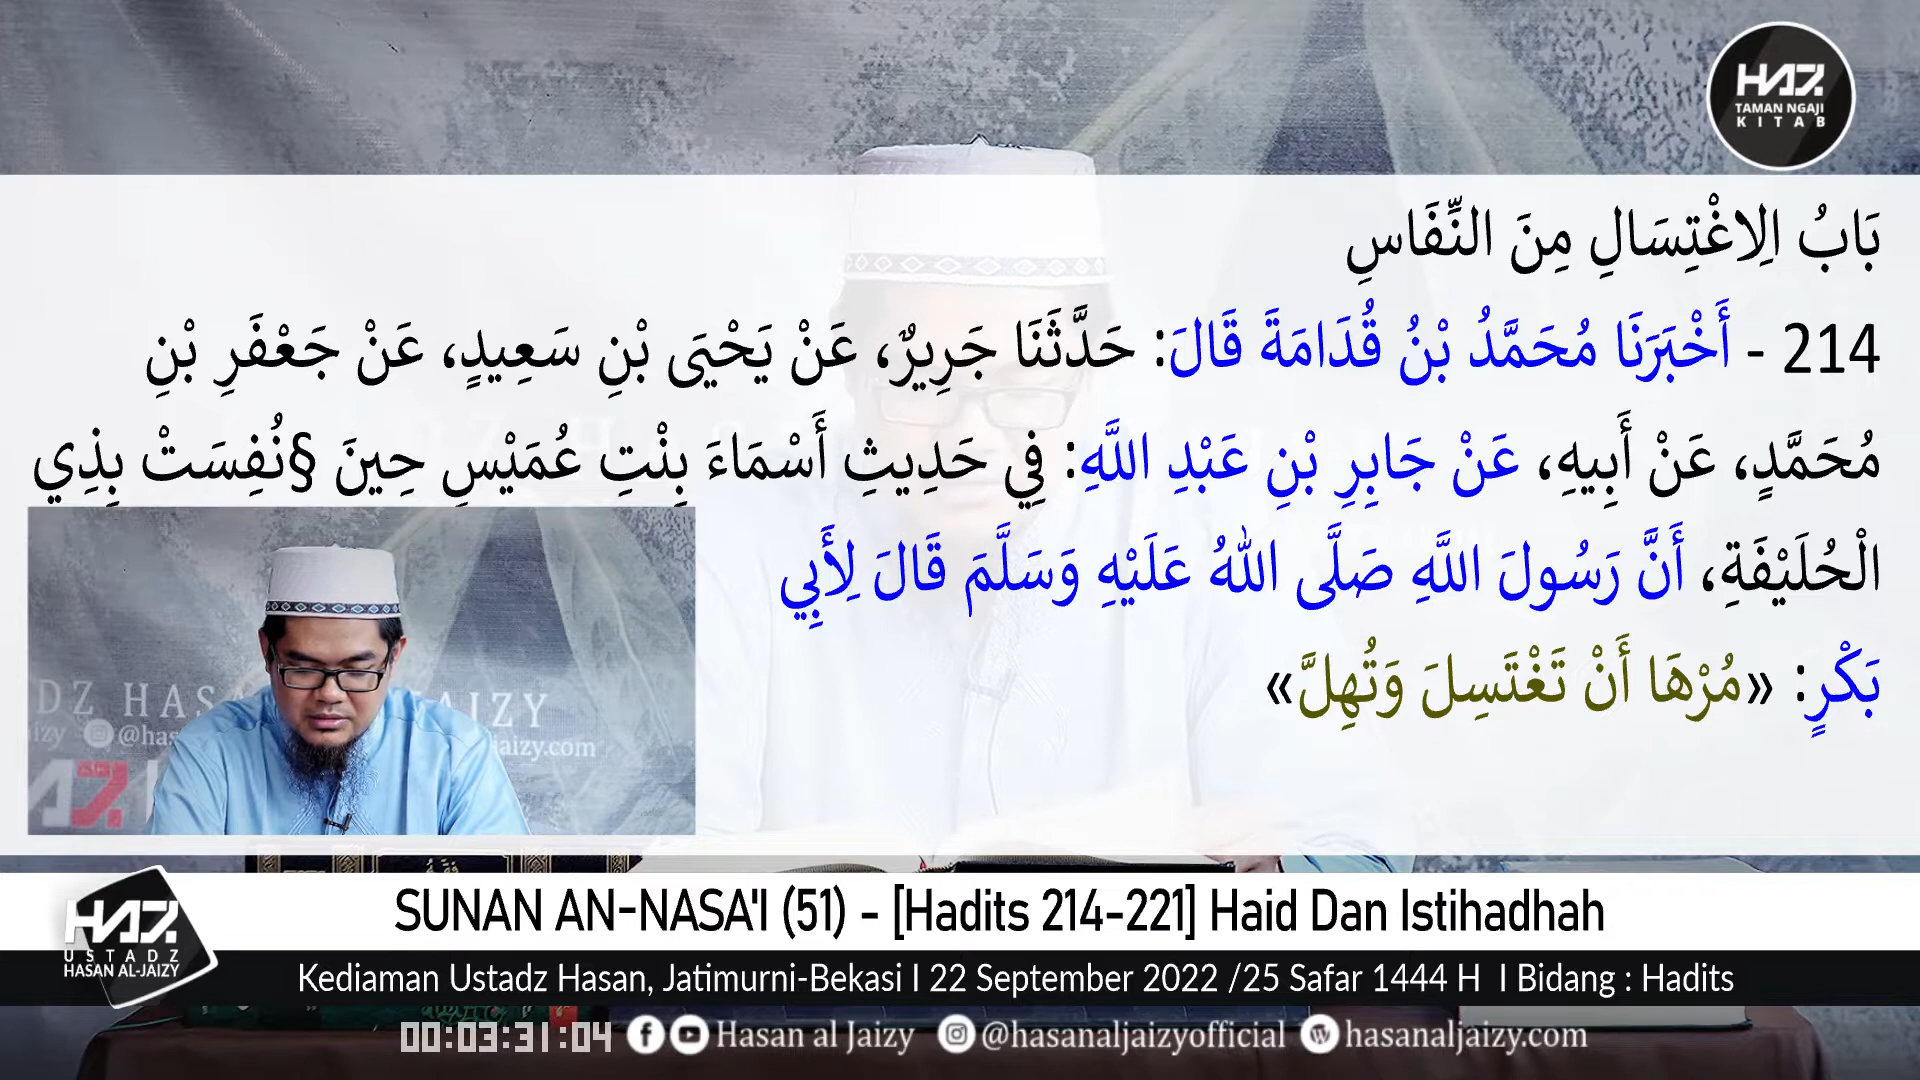 HAZ
TAMAN NGAJI
KITAB
بَابُ اِلِاغْتِسَالِ مِنَ النِّفَاسِ
214 - أَخْبَرَنَا مُحَمَّدُ بْنُ قُدَامَةَ قَالَ: حَدَّثَنَا جَرِيرٌ، عَنْ يَحْيَى بْنِ سَعِيدٍ، عَنْ جَعْفَرِ بْنِ
مُحَمَّدٍ، عَنْ أَبِيهِ، عَنْ جَابِرِ بْنِ عَبْدِ اللَّهِ: فِي حَدِيثِ أَسْمَاءَ بِنْتِ عُمَيْسٍ حِينَ §نُفِسَتْ بِذِي
الْحُلَيْفَةِ، أَنَّ رَسُولَ اللَّهِ صَلَّى اللهُ عَلَيْهِ وَسَلَّمَ قَالَ لِأَبِي
بَكْرٍ: «مُرْهَا أَنْ تَغْتَسِلَ وَتُهِلَّ»
SUNAN AN-NASA'I (51) - [Hadits 214-221] Haid Dan Istihadhah
HAZ
USTADZ
HASAN AL-JAIZY
Kediaman Ustadz Hasan, Jatimurni-Bekasi I 22 September 2022 /25 Safar 1444 H I Bidang : Hadits
00:03:31:04 Hasan al Jaizy @hasanaljaizyofficial hasanaljaizy.com